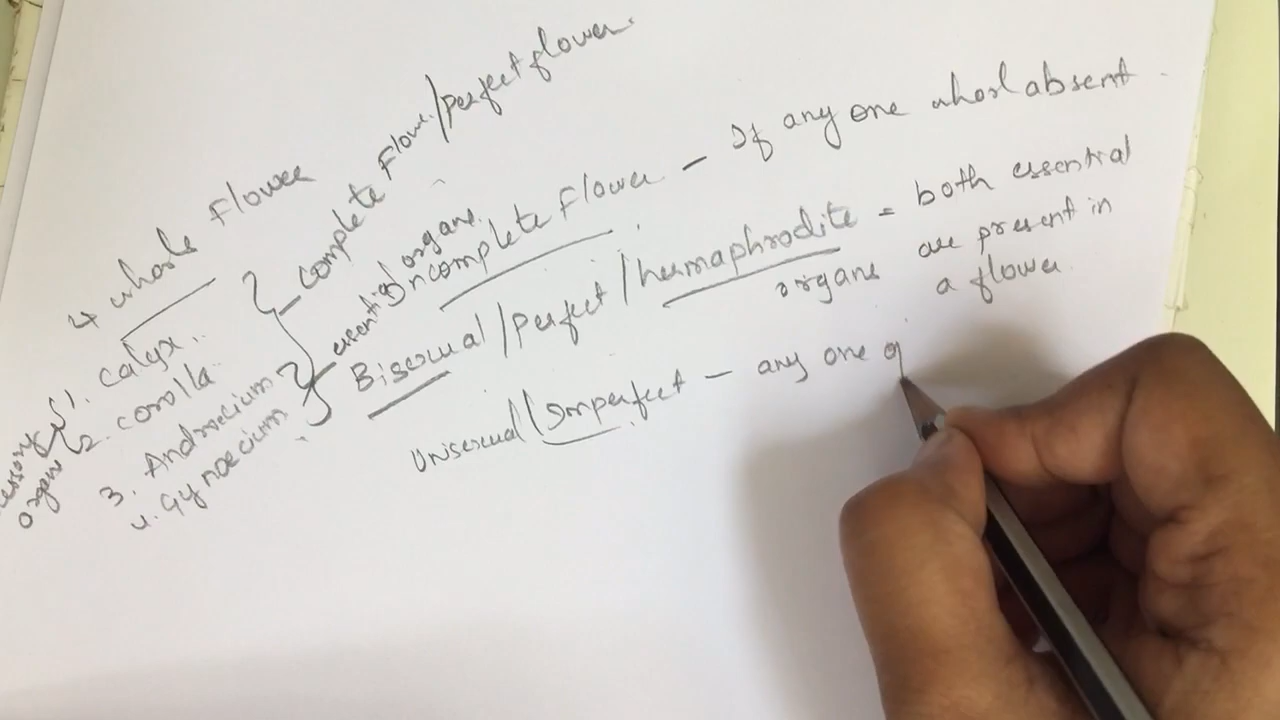 4 whorls Flower
1. Calyx.
2. corolla
3. Androecium
4. Gynoecium
organs
Complete Flower/perfect flower.
essential organs.
Incomplete Flower - If any one whorl absent
Bisexual/perfect/hermaphrodite = both essential
organs are present in
a flower
Unisexual/Imperfect - any one